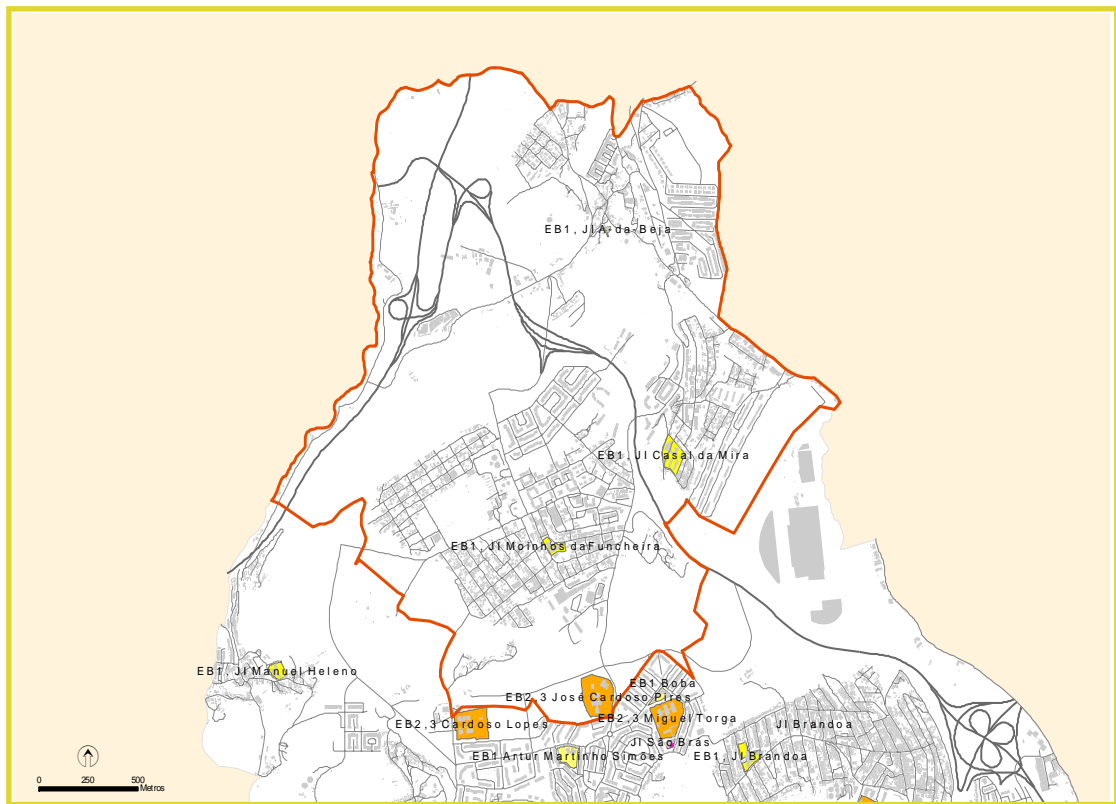 EB1, JI A-da-Beja
EB1, JI Casal da Mira
EB1, JI Moinhos da Funcheira
EB1, JI Manuel Heleno
EB1 Boba
EB2,3 José Cardoso Pires
EB2,3 Cardoso Lopes
EB2,3 Miguel Torga
JI Brandoa
JI São Brás
EB1 Artur Martinho Simões
EB1, JI Brandoa
0 250 500
Metros